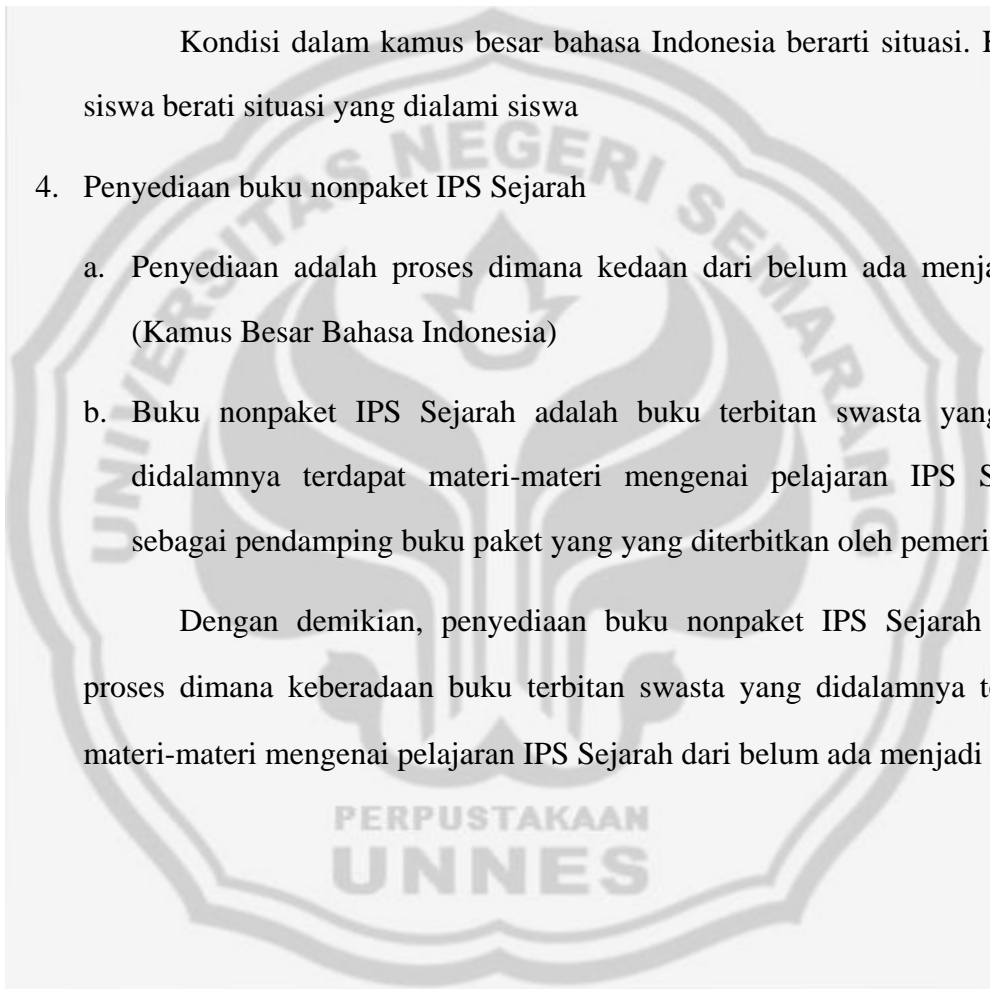 Kondisi dalam kamus besar bahasa Indonesia berarti situasi.
siswa berati situasi yang dialami siswa
4. Penyediaan buku nonpaket IPS Sejarah
a. Penyediaan adalah proses dimana kedaan dari belum ada
(Kamus Besar Bahasa Indonesia)
b. Buku nonpaket IPS Sejarah adalah buku terbitan swasta yang
didalamnya terdapat materi-materi mengenai pelajaran IPS
sebagai pendamping buku paket yang yang diterbitkan oleh
Dengan demikian, penyediaan buku nonpaket IPS Sejarah
proses dimana keberadaan buku terbitan swasta yang didalamnya
materi-materi mengenai pelajaran IPS Sejarah dari belum ada menjadi
UNIVERSITAS NEGERI SEMARANG
PERPUSTAKAAN
UNNES